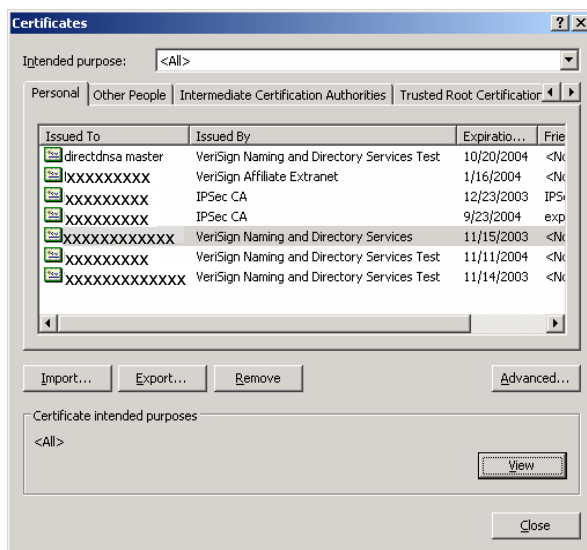 Certificates
Intended purpose: <All>
Personal Other People Intermediate Certification Authorities Trusted Root Certification
Issued To Issued By Expiratio... Frie
directdnsa master VeriSign Naming and Directory Services Test 10/20/2004 <No
lXXXXXXXXX VeriSign Affiliate Extranet 1/16/2004 <No
XXXXXXXXX IPSec CA 12/23/2003 IPSe
XXXXXXXXX IPSec CA 9/23/2004 exp
XXXXXXXXXXXX VeriSign Naming and Directory Services 11/15/2003 <No
XXXXXXXXX VeriSign Naming and Directory Services Test 11/11/2004 <No
XXXXXXXXXXXXX VeriSign Naming and Directory Services Test 11/14/2003 <No
Import... Export... Remove Advanced...
Certificate intended purposes
<All>
View
Close